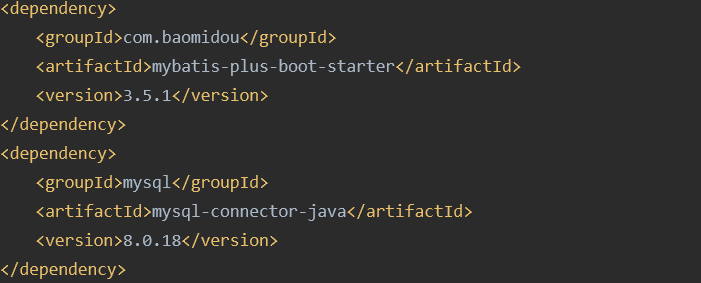 <dependency>
<groupId>com.baomidou</groupId>
<artifactId>mybatis-plus-boot-starter</artifactId>
<version>3.5.1</version>
</dependency>
<dependency>
<groupId>mysql</groupId>
<artifactId>mysql-connector-java</artifactId>
<version>8.0.18</version>
</dependency>